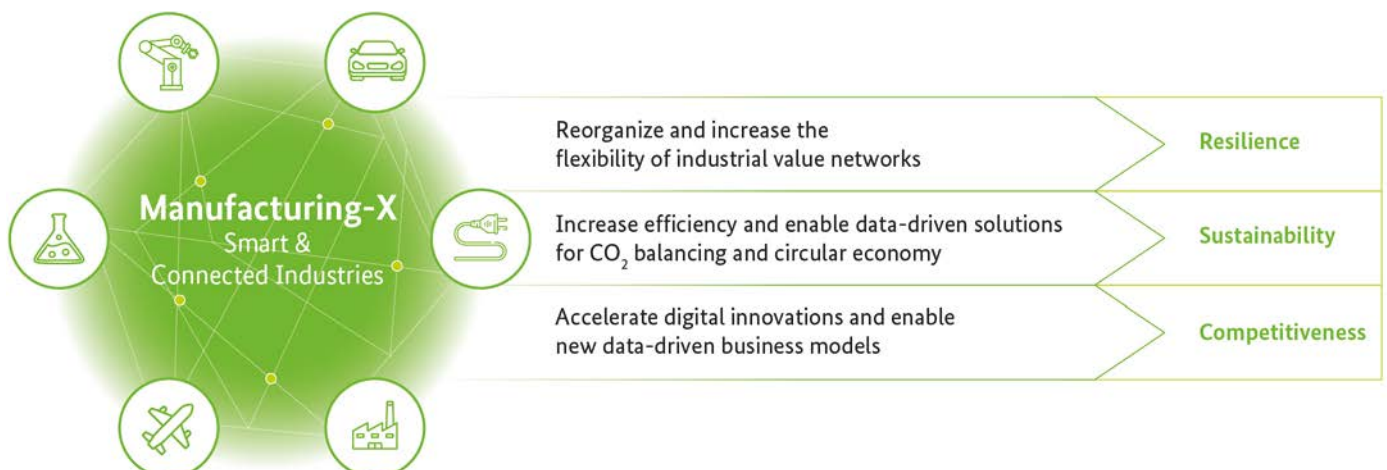 Manufacturing-X
Smart &
Connected Industries
Reorganize and increase the
flexibility of industrial value networks
Resilience
Increase efficiency and enable data-driven solutions
for CO₂ balancing and circular economy
Sustainability
Accelerate digital innovations and enable
new data-driven business models
Competitiveness